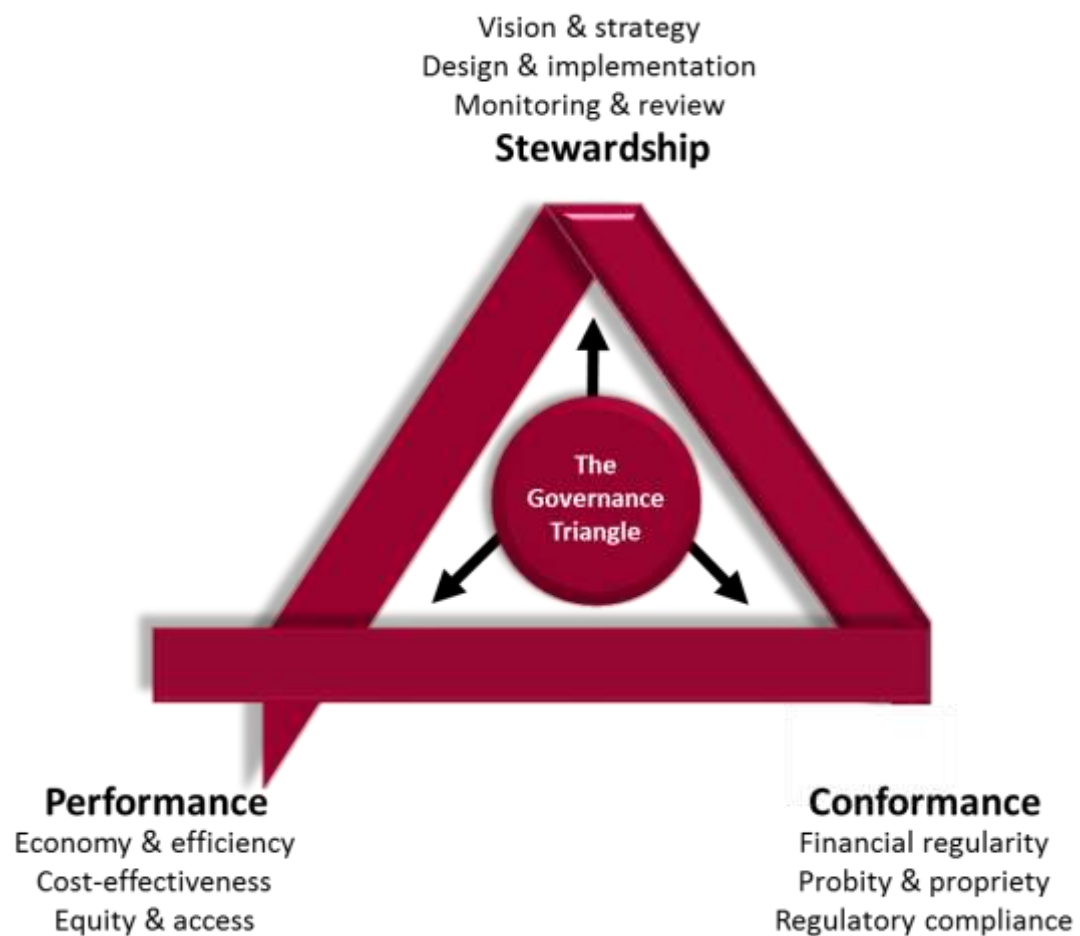 Vision & strategy
Design & implementation
Monitoring & review
Stewardship
The
Governance
Triangle
Performance
Economy & efficiency
Cost-effectiveness
Equity & access
Conformance
Financial regularity
Probity & propriety
Regulatory compliance